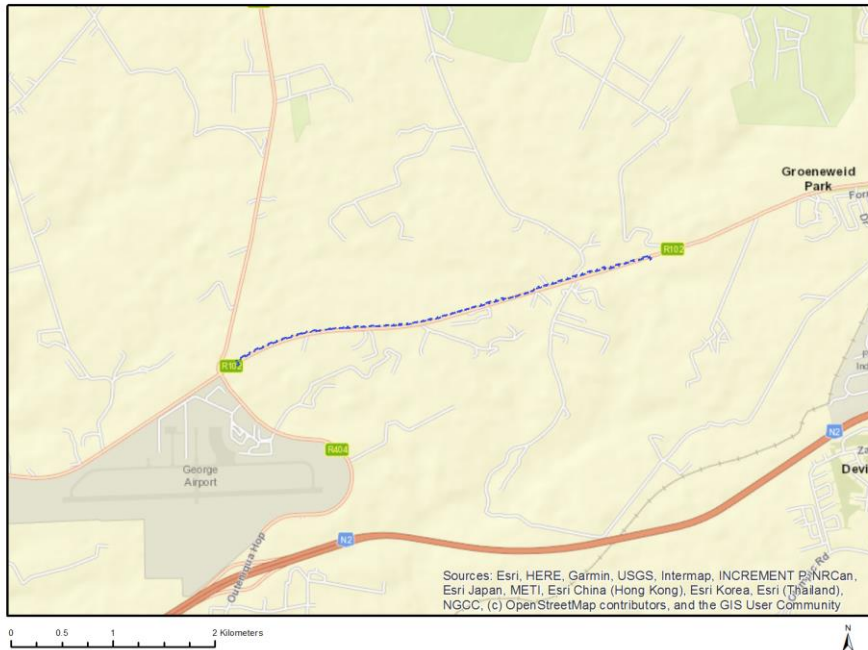 Groeneweid
Park
R102
George
Airport
R404
N2
N2
Outeniqua Hop
Sources: Esri, HERE, Garmin, USGS, Intermap, INCREMENT P, NRCan,
Esri Japan, METI, Esri China (Hong Kong), Esri Korea, Esri (Thailand),
NGCC, (c) OpenStreetMap contributors, and the GIS User Community
0 0.5 1 2 Kilometers
N